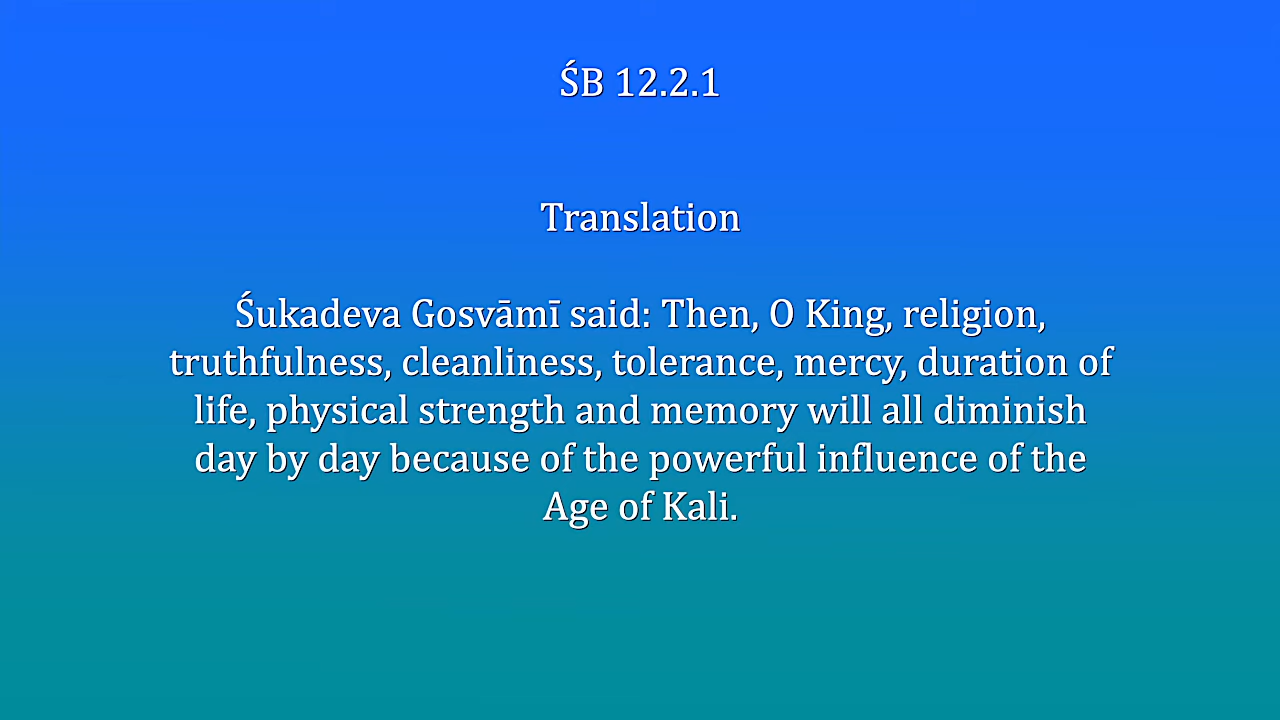 ŚB 12.2.1
Translation
Śukadeva Gosvāmī said: Then, O King, religion,
truthfulness, cleanliness, tolerance, mercy, duration of
life, physical strength and memory will all diminish
day by day because of the powerful influence of the
Age of Kali.